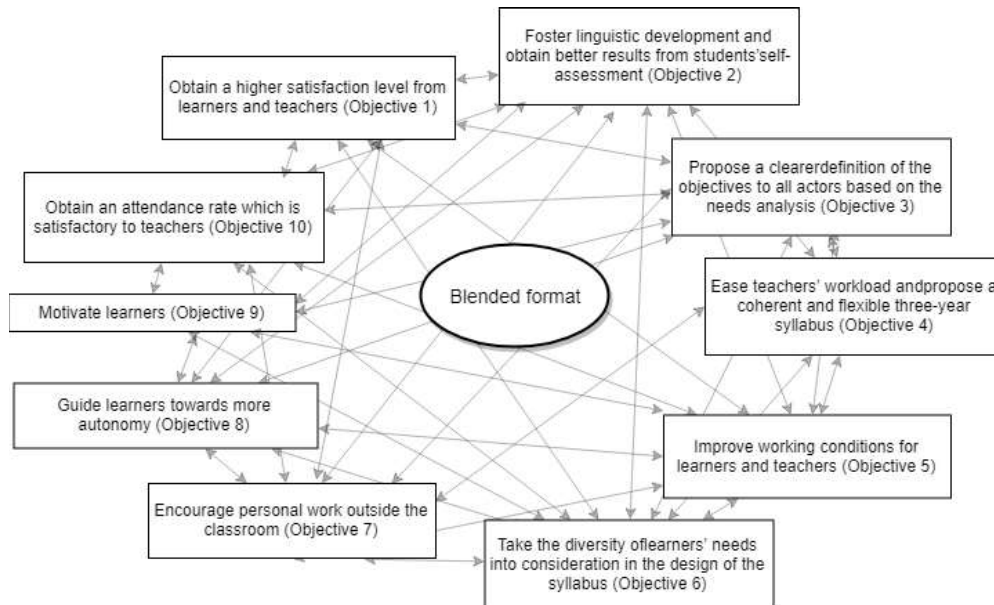 Foster linguistic development and
obtain better results from students'self-
assessment (Objective 2)
Obtain a higher satisfaction level from
learners and teachers (Objective 1)
Propose a clearerdefinition of the
objectives to all actors based on the
needs analysis (Objective 3)
Obtain an attendance rate which is
satisfactory to teachers (Objective 10)
Blended format
Ease teachers' workload andpropose a
coherent and flexible three-year
syllabus (Objective 4)
Motivate learners (Objective 9)
Guide learners towards more
autonomy (Objective 8)
Improve working conditions for
learners and teachers (Objective 5)
Encourage personal work outside the
classroom (Objective 7)
Take the diversity oflearners' needs
into consideration in the design of the
syllabus (Objective 6)